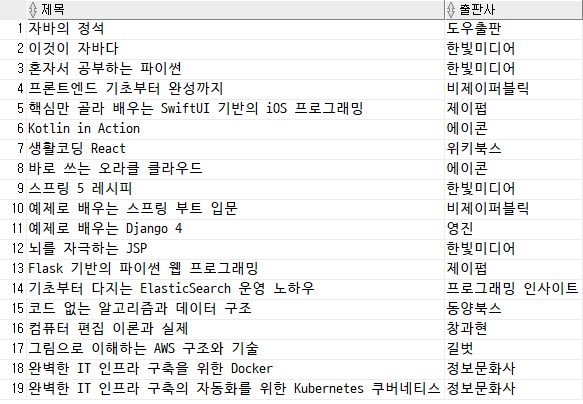 제목 출판사
1 자바의 정석 도우출판
2 이것이 자바다 한빛미디어
3 혼자서 공부하는 파이썬 한빛미디어
4 프론트엔드 기초부터 완성까지 비제이퍼블릭
5 핵심만 골라 배우는 SwiftUI 기반의 iOS 프로그래밍 제이펍
6 Kotlin in Action 에이콘
7 생활코딩 React 위키북스
8 바로 쓰는 오라클 클라우드 에이콘
9 스프링 5 레시피 한빛미디어
10 예제로 배우는 스프링 부트 입문 비제이퍼블릭
11 예제로 배우는 Django 4 영진
12 뇌를 자극하는 JSP 한빛미디어
13 Flask 기반의 파이썬 웹 프로그래밍 제이펍
14 기초부터 다지는 ElasticSearch 운영 노하우 프로그래밍 인사이트
15 코드 없는 알고리즘과 데이터 구조 동양북스
16 컴퓨터 편집 이론과 실제 창과현
17 그림으로 이해하는 AWS 구조와 기술 길벗
18 완벽한 IT 인프라 구축을 위한 Docker 정보문화사
19 완벽한 IT 인프라 구축의 자동화를 위한 Kubernetes 쿠버네티스 정보문화사